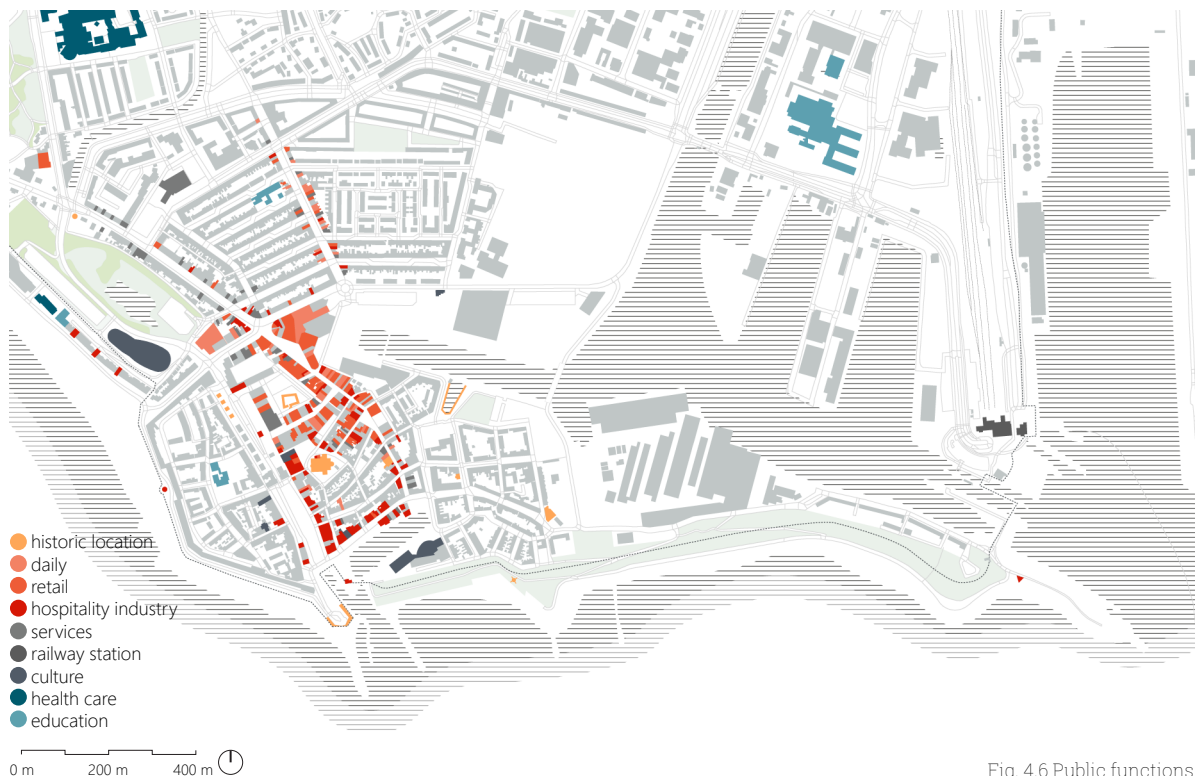 historic location
daily
retail
hospitality industry
services
railway station
culture
health care
education
0 m 200 m 400 m
Fig. 4.6 Public functions